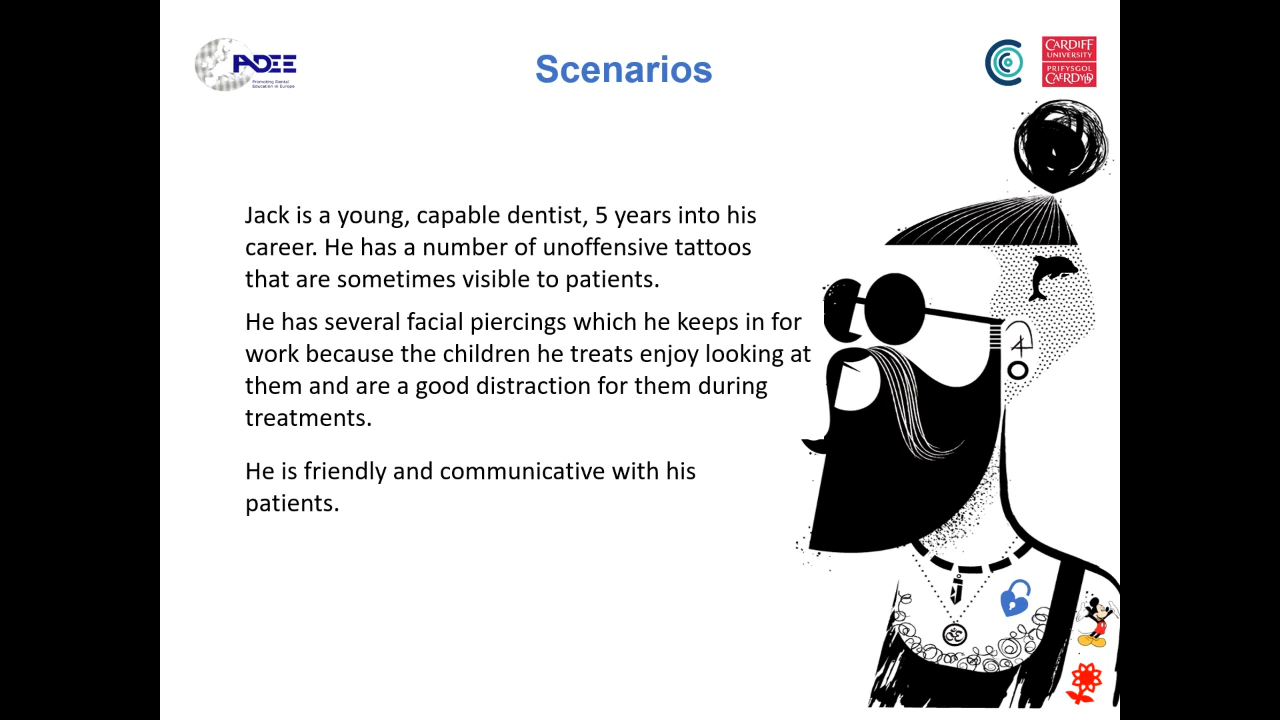 ADEE
Promoting Dental
Education in Europe
Scenarios
CARDIFF
UNIVERSITY
PRIFYSGOL
CAERDYDD
Jack is a young, capable dentist, 5 years into his
career. He has a number of unoffensive tattoos
that are sometimes visible to patients.
He has several facial piercings which he keeps in for
work because the children he treats enjoy looking at
them and are a good distraction for them during
treatments.
He is friendly and communicative with his
patients.